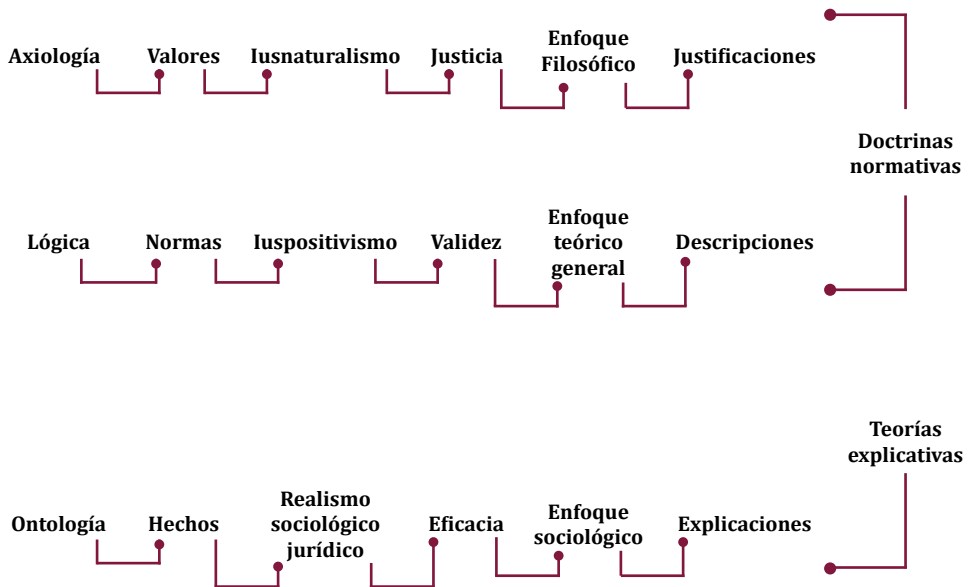 Axiología
Valores
Iusnaturalismo
Justicia
Enfoque
Filosófico
Justificaciones
Doctrinas
normativas
Lógica
Normas
Iuspositivismo
Validez
Enfoque
teórico
general
Descripciones
Teorías
explicativas
Ontología
Hechos
Realismo
sociológico
jurídico
Eficacia
Enfoque
sociológico
Explicaciones